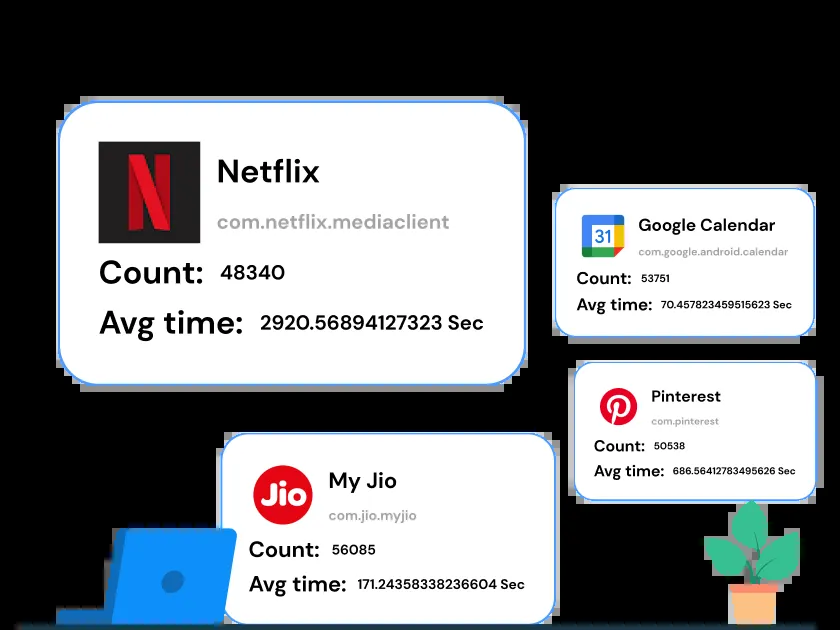 Netflix
com.netflix.mediaclient
Count: 48340
Avg time: 2920.56894127323 Sec
31
Google Calendar
com.google.android.calendar
Count: 53751
Avg time: 70.457823459515623 Sec
Pinterest
com.pinterest
Count: 50538
Avg time: 686.56412783495626 Sec
Jio
My Jio
com.jio.myjio
Count: 56085
Avg time: 171.24358338236604 Sec